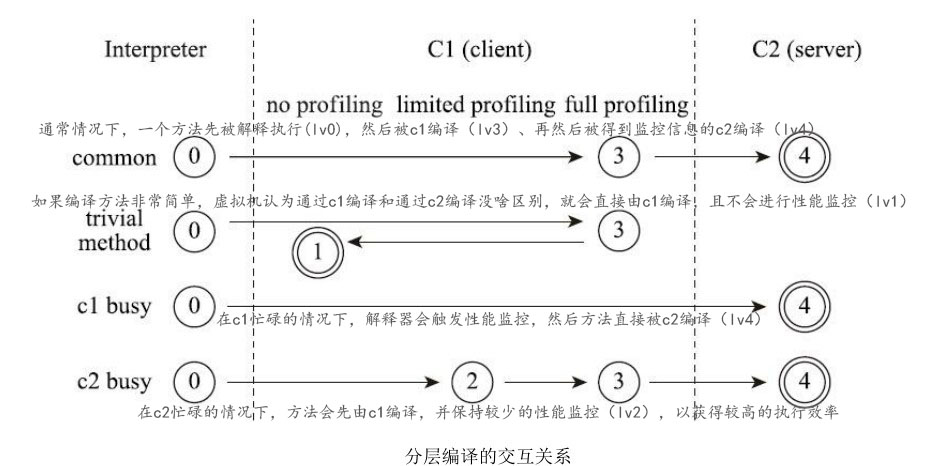 Interpreter C1 (client) C2 (server)
no profiling limited profiling full profiling
通常情况下，一个方法先被解释执行(lv0)，然后被c1编译（lv3）、再然后被得到监控信息的c2编译（lv4）
common 0 3 4
如果编译方法非常简单，虚拟机认为通过c1编译和通过c2编译没啥区别，就会直接由c1编译，且不会进行性能监控（lv1）
trivial
method 0 3
1
c1 busy 0 4
在c1忙碌的情况下，解释器会触发性能监控，然后方法直接被c2编译（lv4）
c2 busy 0 2 3 4
在c2忙碌的情况下，方法会先由c1编译，并保持较少的性能监控（lv2），以获得较高的执行效率
分层编译的交互关系